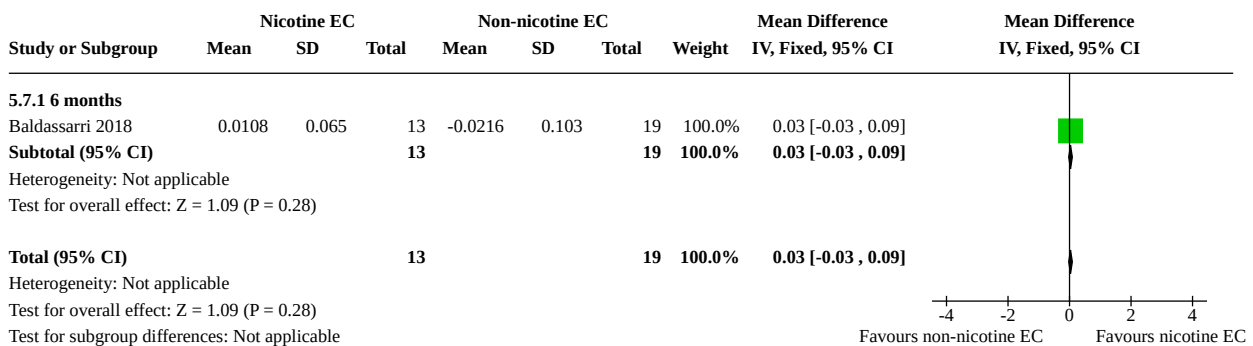 Nicotine EC Non-nicotine EC Mean Difference Mean Difference
Study or Subgroup Mean SD Total Mean SD Total Weight IV, Fixed, 95% CI IV, Fixed, 95% CI
5.7.1 6 months
Baldassarri 2018 0.0108 0.065 13 -0.0216 0.103 19 100.0% 0.03 [-0.03 , 0.09]
Subtotal (95% CI) 13 19 100.0% 0.03 [-0.03 , 0.09]
Heterogeneity: Not applicable
Test for overall effect: Z = 1.09 (P = 0.28)
Total (95% CI) 13 19 100.0% 0.03 [-0.03 , 0.09]
Heterogeneity: Not applicable
Test for overall effect: Z = 1.09 (P = 0.28)
-4 -2 0 2 4
Test for subgroup differences: Not applicable Favours non-nicotine EC Favours nicotine EC